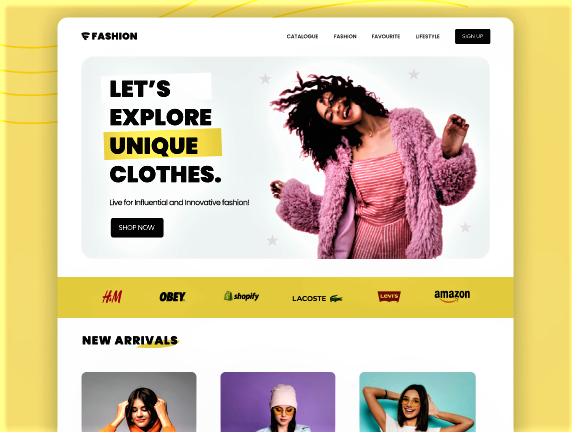 FASHION
CATALOGUE FASHION FAVOURITE LIFESTYLE SIGN UP
LET'S
EXPLORE
UNIQUE
CLOTHES.
Live for Influential and Innovative fashion!
SHOP NOW
H&M OBEY shopify LACOSTE Levi's amazon
NEW ARRIVALS